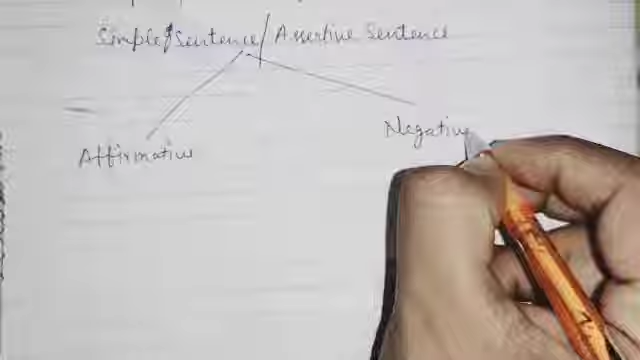 Simple Sentence / Assertive Sentence
Affirmative
Negative